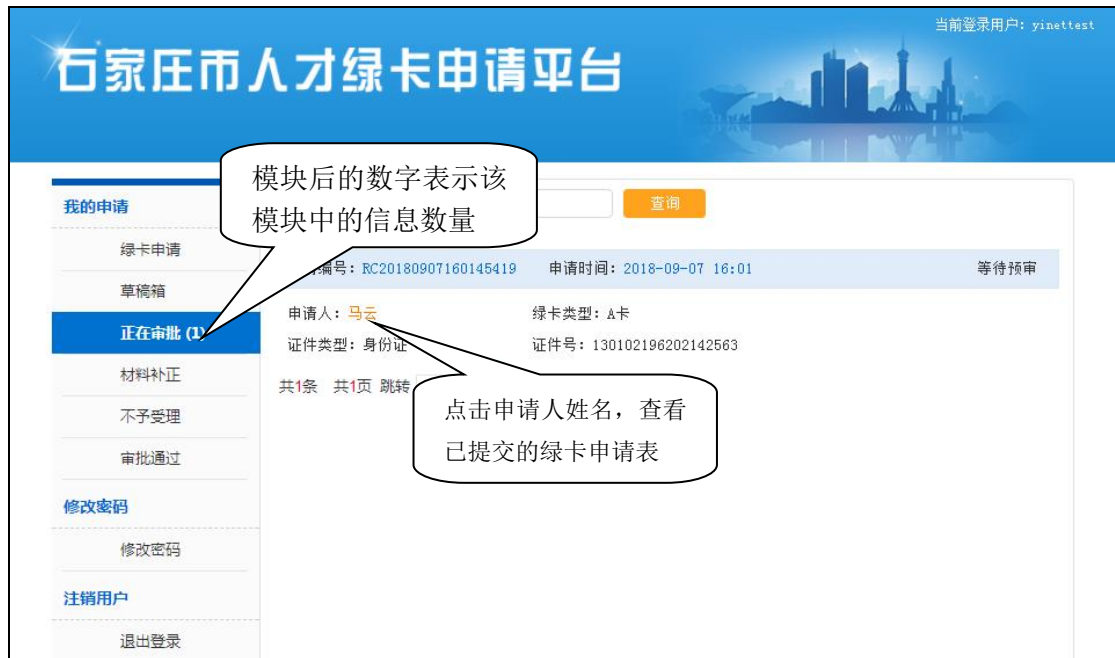 当前登录用户：yinettest
石家庄市人才绿卡申请平台
模块后的数字表示该
模块中的信息数量
我的申请
绿卡申请
草稿箱
正在审批 (1)
材料补正
不予受理
审批通过
修改密码
修改密码
注销用户
退出登录
查询
编号：RC20180907160145419 申请时间：2018-09-07 16:01 等待预审
申请人：马云 绿卡类型：A卡
证件类型：身份证 证件号：130102196202142563
共1条 共1页 跳转
点击申请人姓名，查看
已提交的绿卡申请表